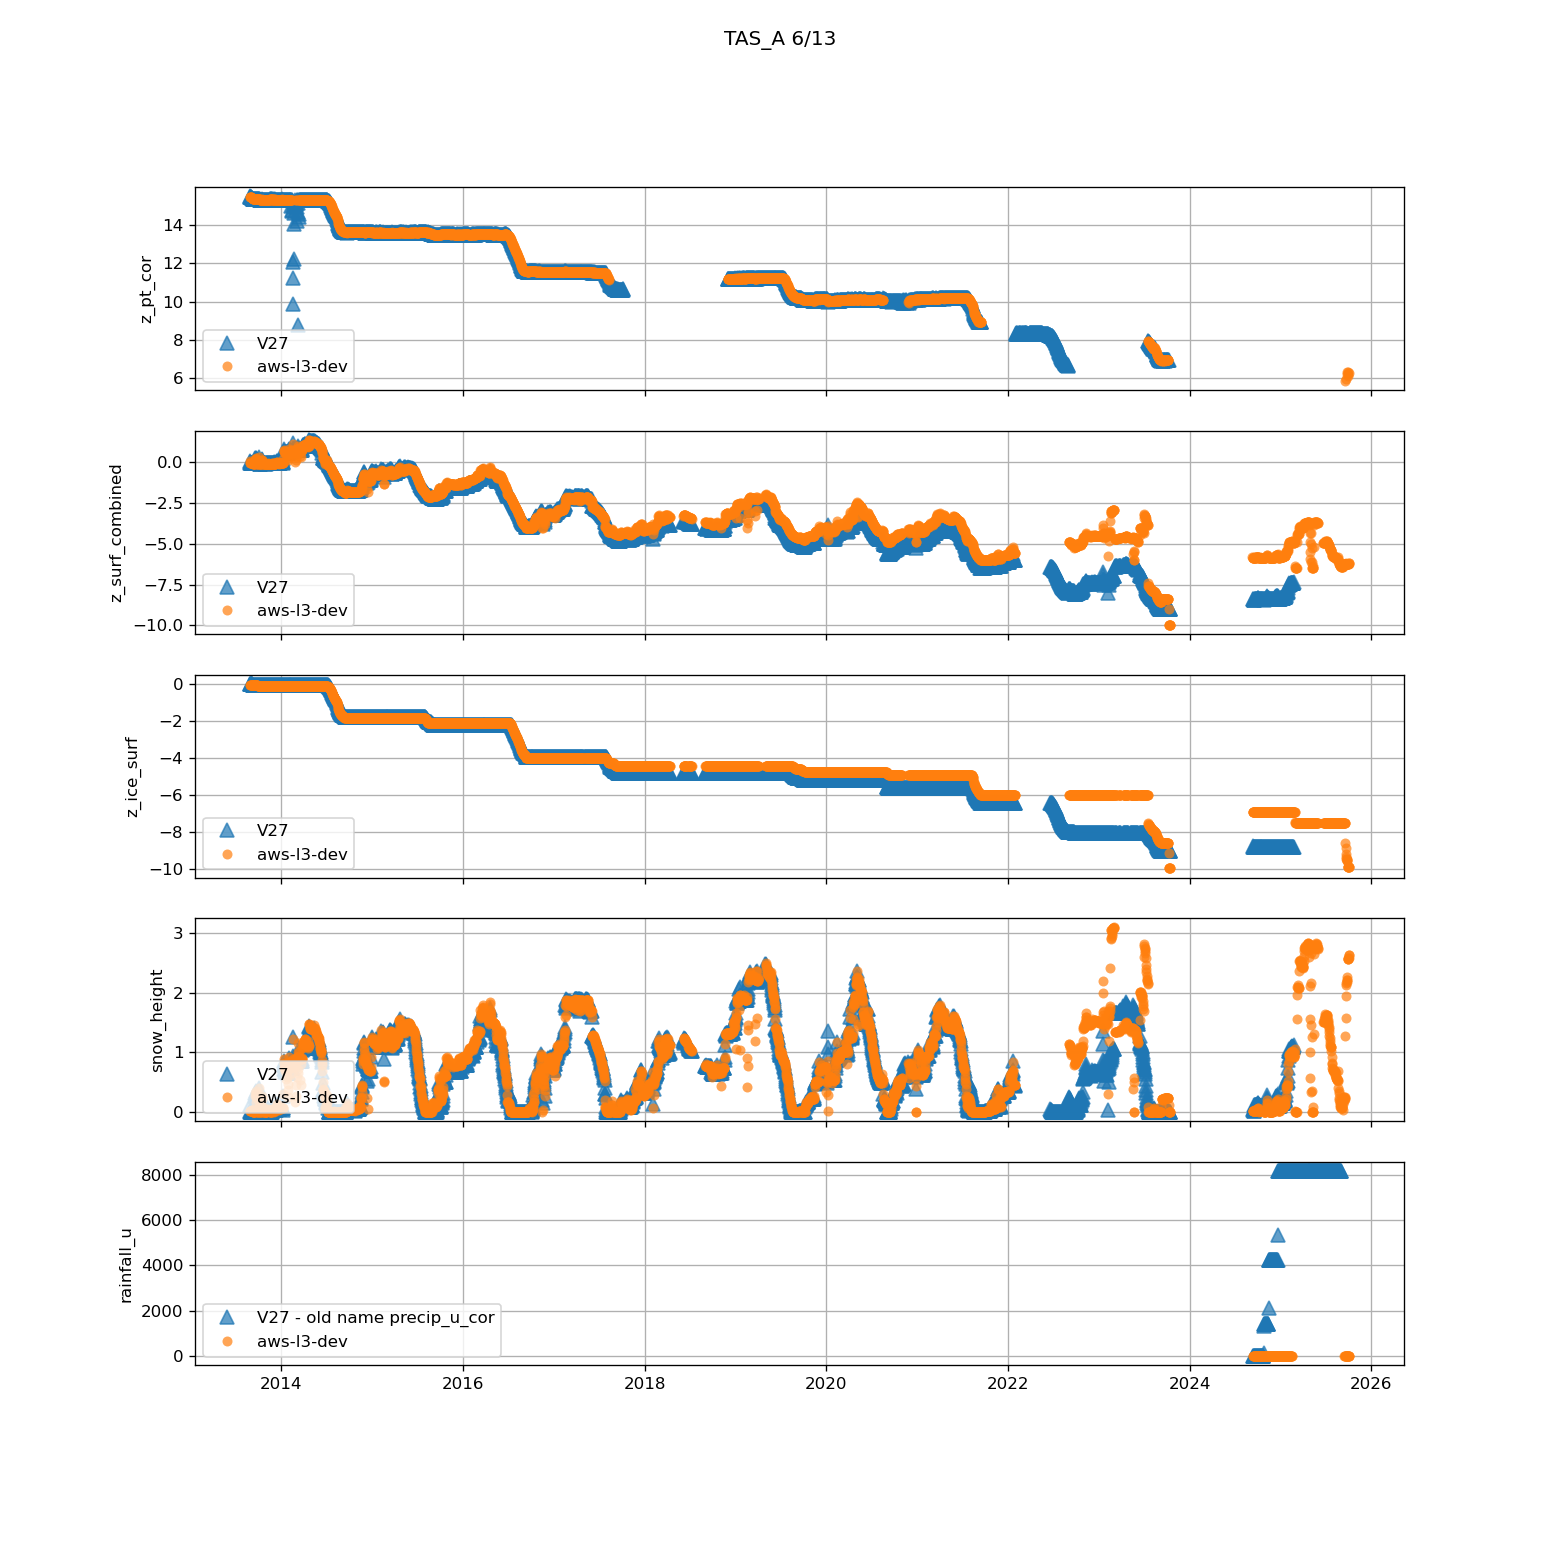 TAS_A 6/13
z_pt_cor
14
12
10
8
6
V27
aws-l3-dev
z_surf_combined
0.0
−2.5
−5.0
−7.5
−10.0
V27
aws-l3-dev
z_ice_surf
0
−2
−4
−6
−8
−10
V27
aws-l3-dev
snow_height
3
2
1
0
V27
aws-l3-dev
rainfall_u
8000
6000
4000
2000
0
V27 - old name precip_u_cor
aws-l3-dev
2014 2016 2018 2020 2022 2024 2026